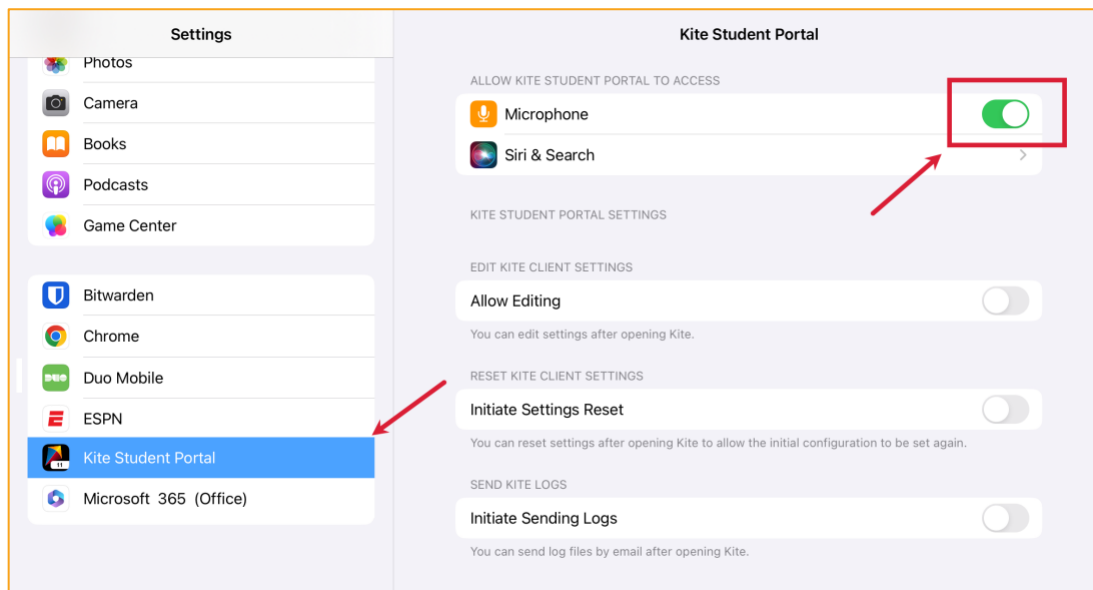 Settings
Photos
Camera
Books
Podcasts
Game Center
Bitwarden
Chrome
DUO
Duo Mobile
ESPN
11
Kite Student Portal
Microsoft 365 (Office)
Kite Student Portal
ALLOW KITE STUDENT PORTAL TO ACCESS
Microphone
Siri & Search
KITE STUDENT PORTAL SETTINGS
EDIT KITE CLIENT SETTINGS
Allow Editing
You can edit settings after opening Kite.
RESET KITE CLIENT SETTINGS
Initiate Settings Reset
You can reset settings after opening Kite to allow the initial configuration to be set again.
SEND KITE LOGS
Initiate Sending Logs
You can send log files by email after opening Kite.